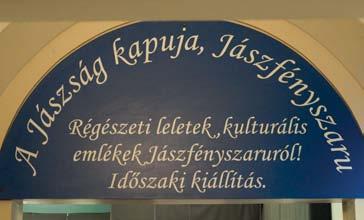 A Jászság kapuja, Jászfényszaru
Régészeti leletek, kulturális
emlékek Jászfényszaruról!
Időszaki kiállítás.